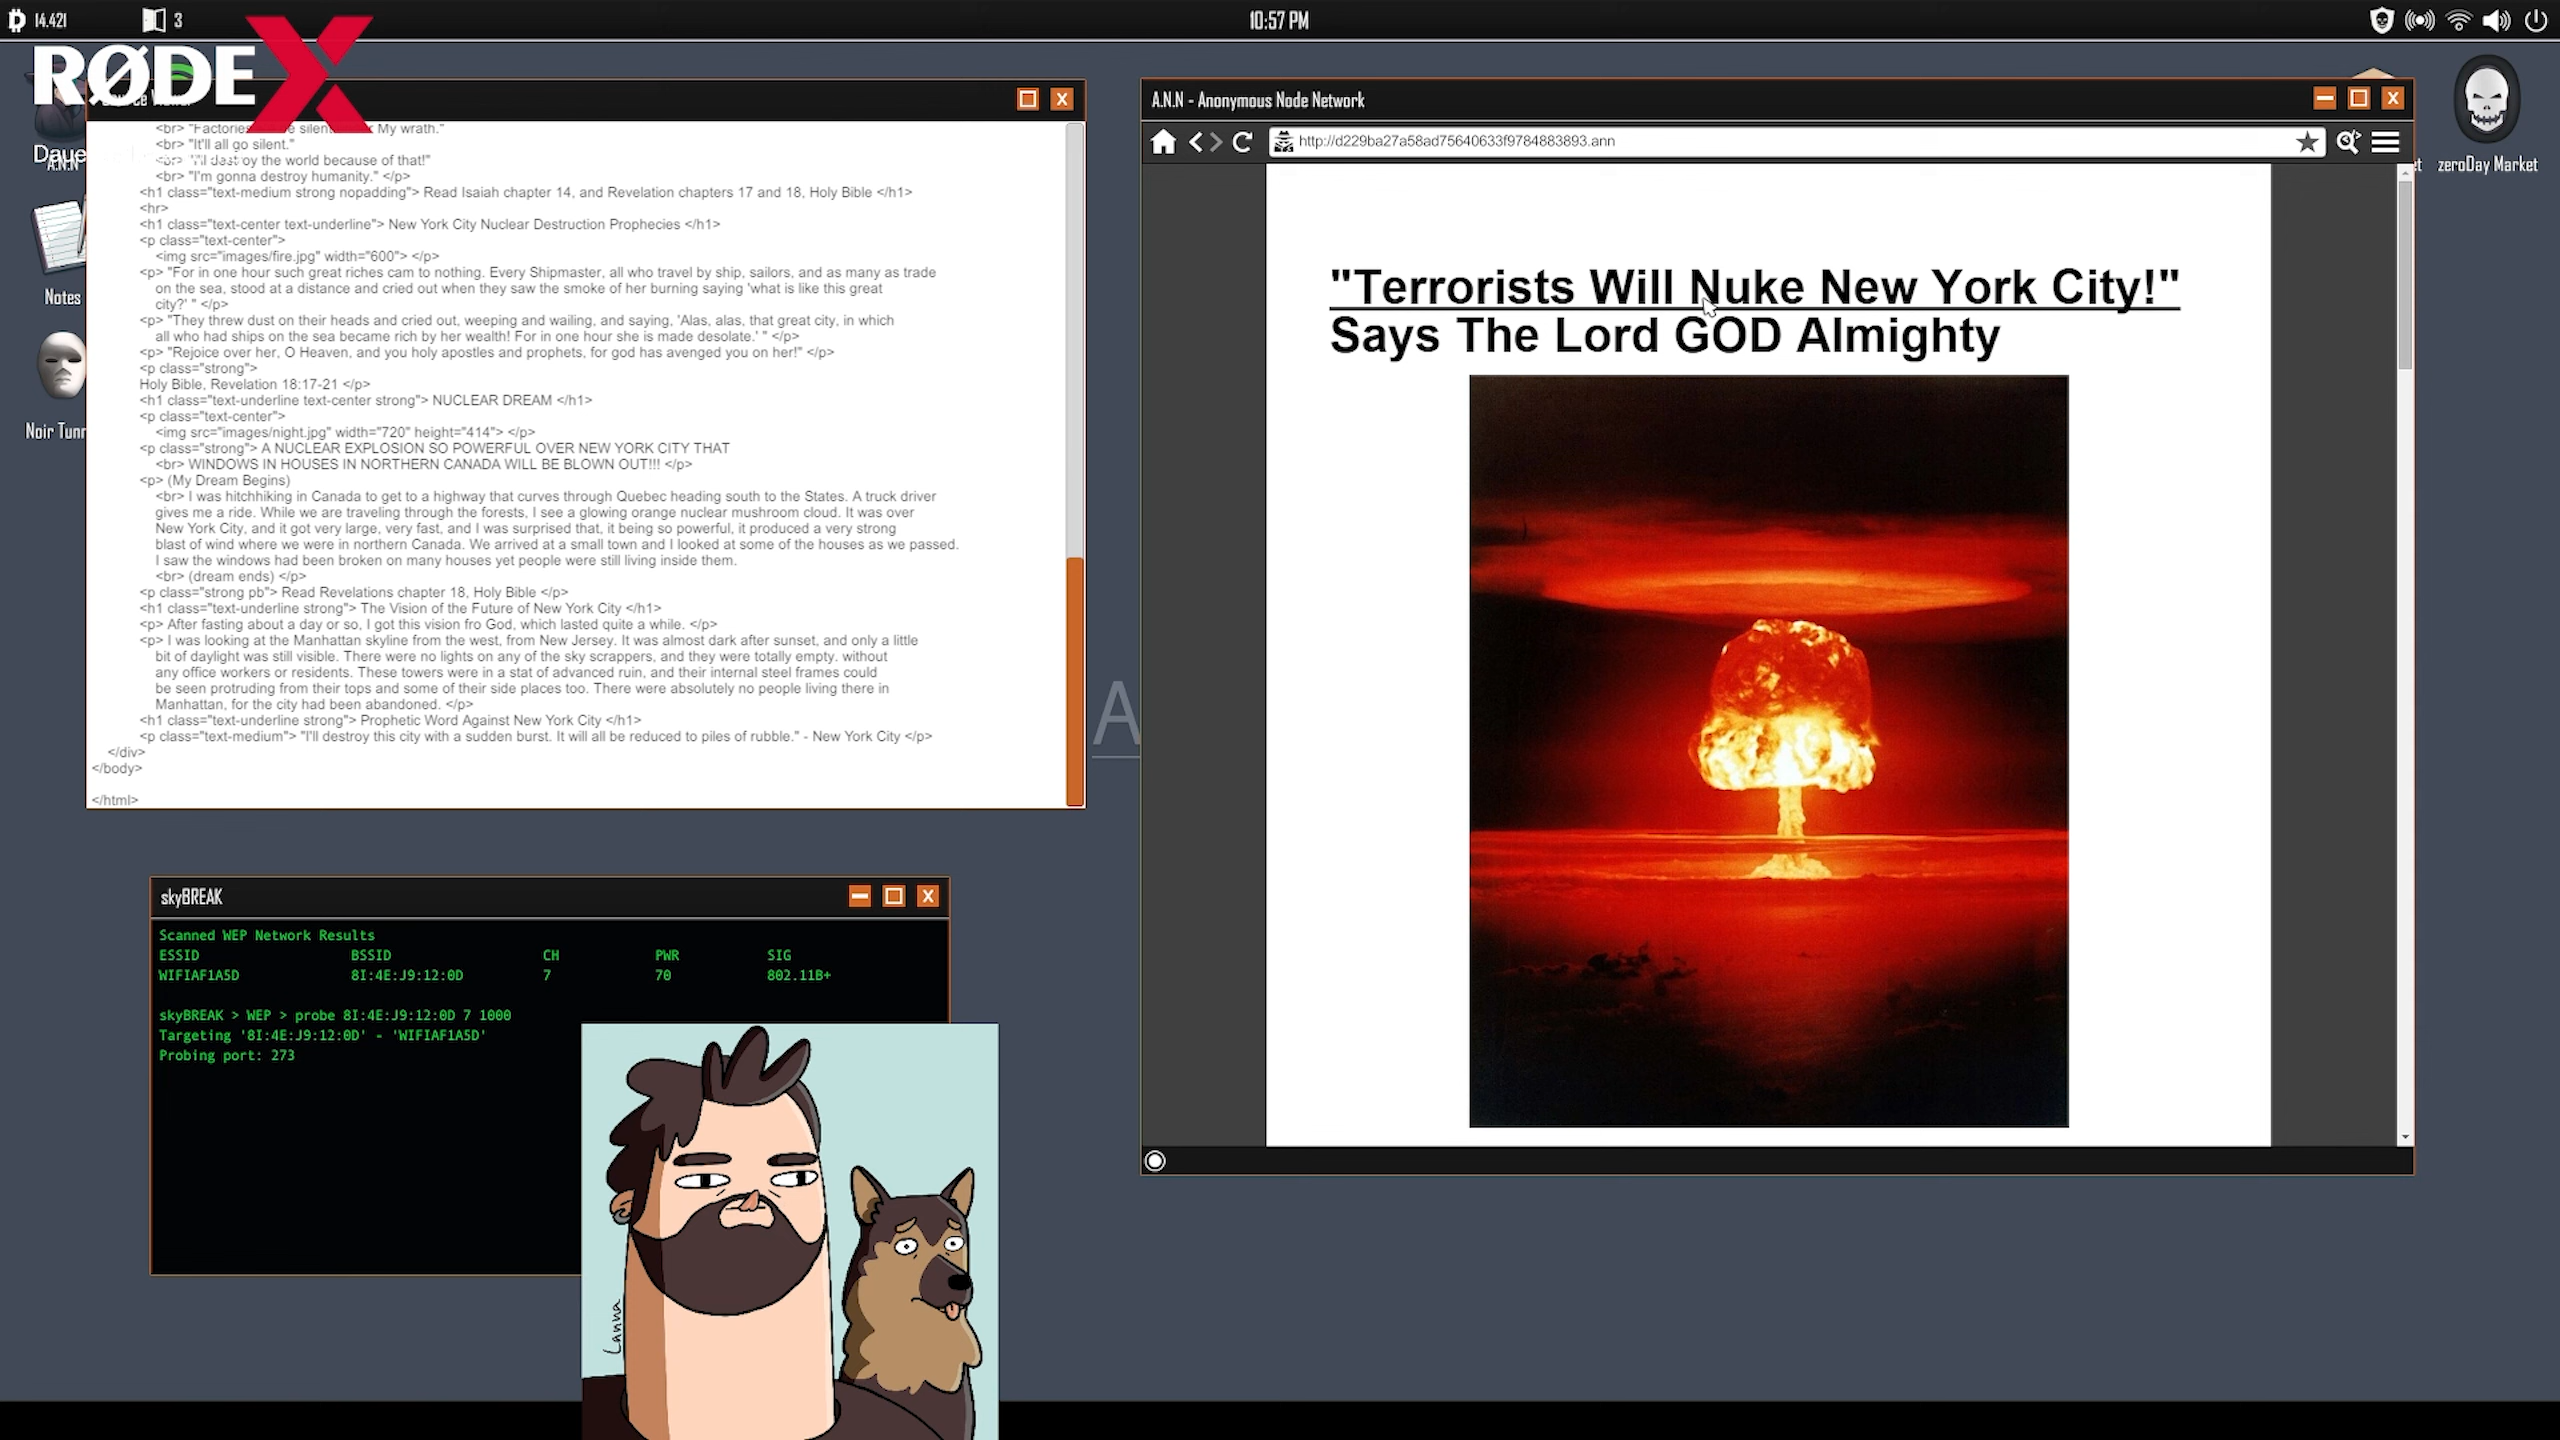 14.421
3
10:57 PM
RØDE X
Daue
A.N.N
Notes
Noir Tunn
zeroDay Market
<br> "Factories
silent
My wrath."
<br> "It'll all go silent."
<br> "I'll destroy the world because of that!"
<br> "I'm gonna destroy humanity." </p>
<h1 class="text-medium strong nopadding"> Read Isaiah chapter 14, and Revelation chapters 17 and 18, Holy Bible </h1>
<hr>
<h1 class="text-center text-underline"> New York City Nuclear Destruction Prophecies </h1>
<p class="text-center">
<img src="images/fire.jpg" width="600"> </p>
<p> "For in one hour such great riches cam to nothing. Every Shipmaster, all who travel by ship, sailors, and as many as trade
on the sea, stood at a distance and cried out when they saw the smoke of her burning saying 'what is like this great
city?' " </p>
<p> "They threw dust on their heads and cried out, weeping and wailing, and saying, 'Alas, alas, that great city, in which
all who had ships on the sea became rich by her wealth! For in one hour she is made desolate.' " </p>
<p> "Rejoice over her, O Heaven, and you holy apostles and prophets, for god has avenged you on her!" </p>
<p class="strong">
Holy Bible, Revelation 18:17-21 </p>
<h1 class="text-underline text-center strong"> NUCLEAR DREAM </h1>
<p class="text-center">
<img src="images/night.jpg" width="720" height="414"> </p>
<p class="strong"> A NUCLEAR EXPLOSION SO POWERFUL OVER NEW YORK CITY THAT
<br> WINDOWS IN HOUSES IN NORTHERN CANADA WILL BE BLOWN OUT!!! </p>
<p> (My Dream Begins)
<br> I was hitchhiking in Canada to get to a highway that curves through Quebec heading south to the States. A truck driver
gives me a ride. While we are traveling through the forests, I see a glowing orange nuclear mushroom cloud. It was over
New York City, and it got very large, very fast, and I was surprised that, it being so powerful, it produced a very strong
blast of wind where we were in northern Canada. We arrived at a small town and I looked at some of the houses as we passed.
I saw the windows had been broken on many houses yet people were still living inside them.
<br> (dream ends) </p>
<p class="strong pb"> Read Revelations chapter 18, Holy Bible </p>
<h1 class="text-underline strong"> The Vision of the Future of New York City </h1>
<p> After fasting about a day or so, I got this vision fro God, which lasted quite a while. </p>
<p> I was looking at the Manhattan skyline from the west, from New Jersey. It was almost dark after sunset, and only a little
bit of daylight was still visible. There were no lights on any of the sky scrappers, and they were totally empty. without
any office workers or residents. These towers were in a stat of advanced ruin, and their internal steel frames could
be seen protruding from their tops and some of their side places too. There were absolutely no people living there in
Manhattan, for the city had been abandoned. </p>
<h1 class="text-underline strong"> Prophetic Word Against New York City </h1>
<p class="text-medium"> "I'll destroy this city with a sudden burst. It will all be reduced to piles of rubble." - New York City </p>
</div>
</body>
</html>
A
skyBREAK
Scanned WEP Network Results
ESSID BSSID CH PWR SIG
WIFIAF1A5D 8I:4E:J9:12:0D 7 70 802.11B+
skyBREAK > WEP > probe 8I:4E:J9:12:0D 7 1000
Targeting '8I:4E:J9:12:0D' - 'WIFIAF1A5D'
Probing port: 273
Lanna
A.N.N - Anonymous Node Network
http://d229ba27a58ad75640633f9784883893.ann
"Terrorists Will Nuke New York City!"
Says The Lord GOD Almighty